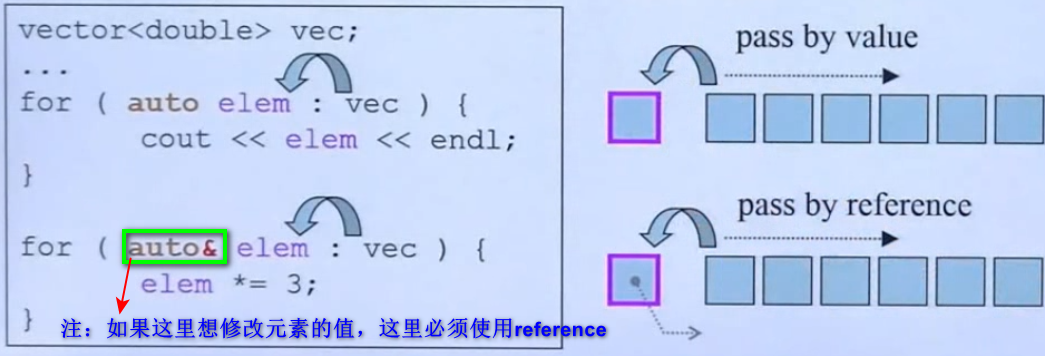 vector<double> vec;
...
for ( auto elem : vec ) {
cout << elem << endl;
}
for ( auto& elem : vec ) {
elem *= 3;
}
注：如果这里想修改元素的值，这里必须使用reference
pass by value
pass by reference